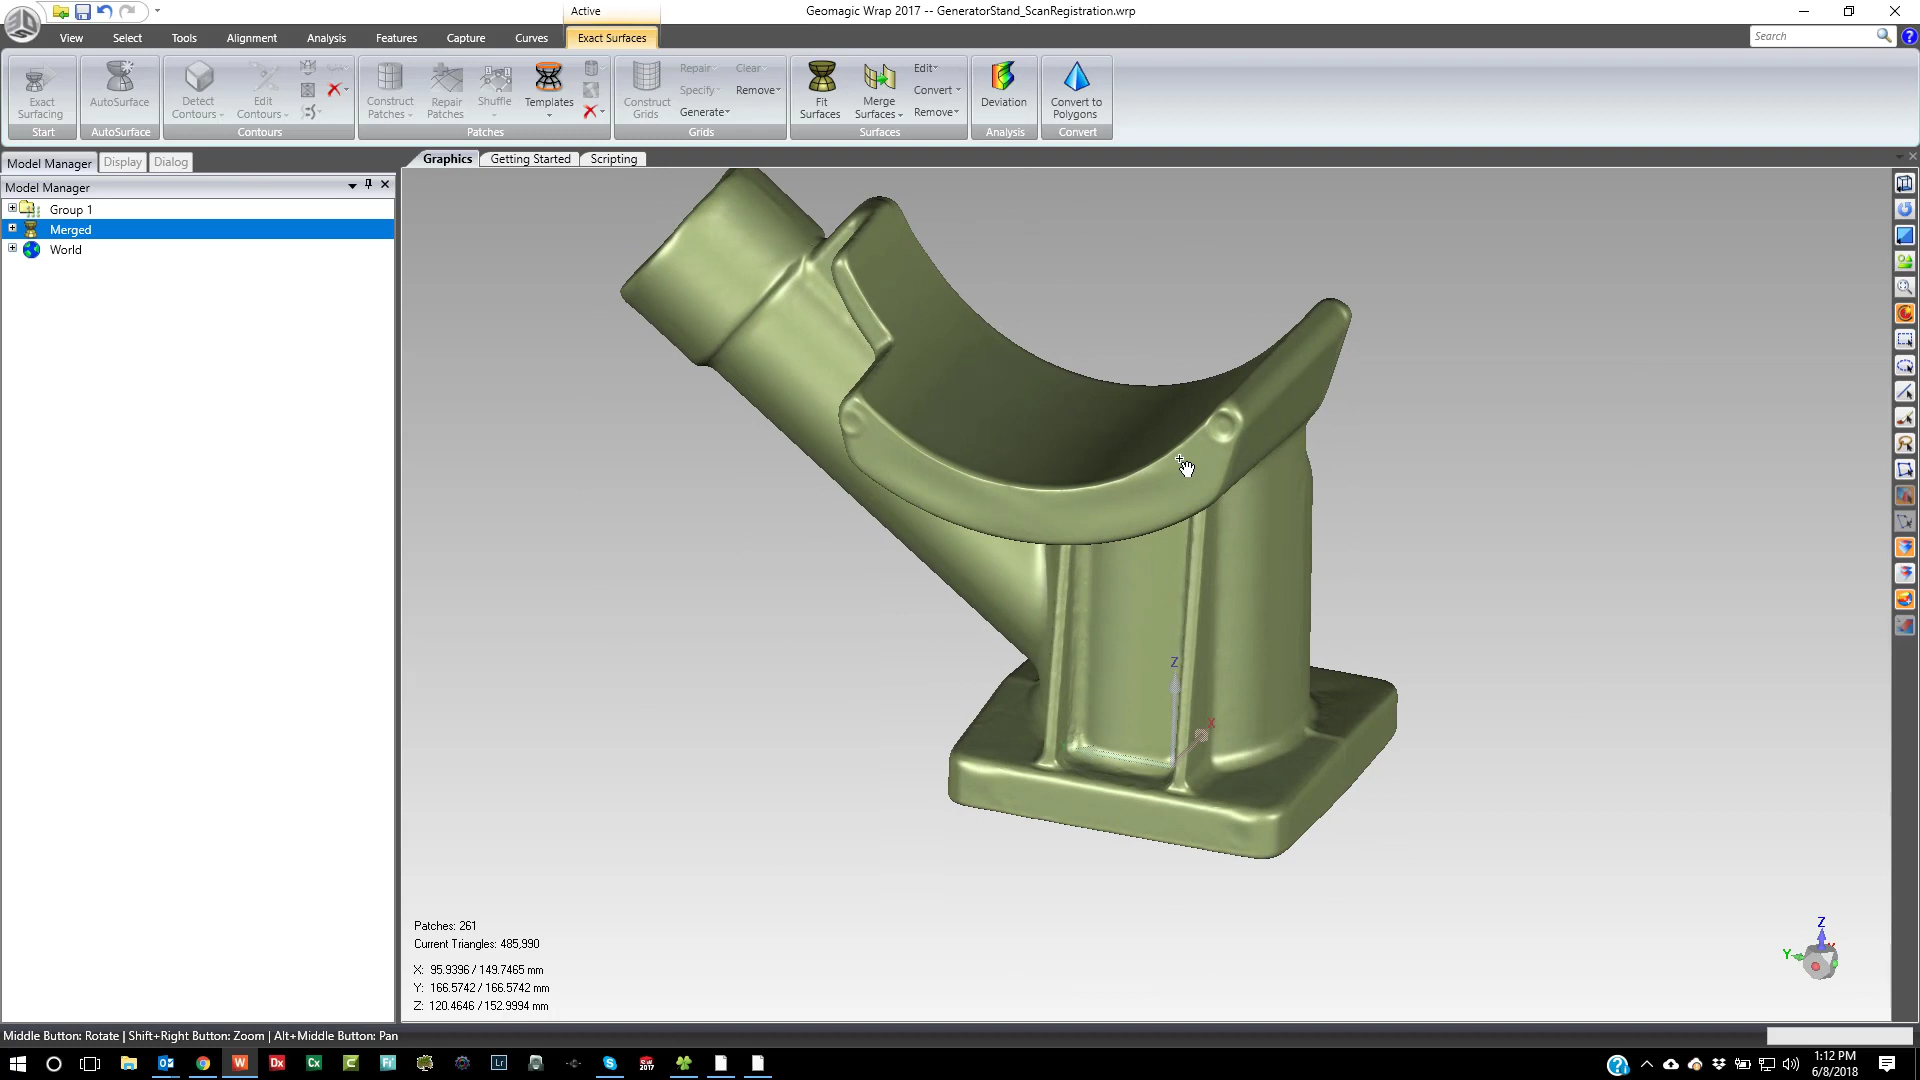 Active
Geomagic Wrap 2017 -- GeneratorStand_ScanRegistration.wrp
View Select Tools Alignment Analysis Features Capture Curves Exact Surfaces
Search
Exact Surfacing
Start
AutoSurface
AutoSurface
Detect Contours
Edit Contours
Contours
Construct Patches
Repair Patches
Shuffle
Templates
Patches
Construct Grids
Repair
Specify
Generate
Clear
Remove
Grids
Fit Surfaces
Merge Surfaces
Edit
Convert
Remove
Surfaces
Deviation
Analysis
Convert to Polygons
Convert
Model Manager Display Dialog
Graphics Getting Started Scripting
Model Manager
Group 1
Merged
World
Z
X
Patches: 261
Current Triangles: 485,990
X: 95.9396 / 149.7465 mm
Y: 166.5742 / 166.5742 mm
Z: 120.4646 / 152.9994 mm
Z
Y
Middle Button: Rotate | Shift+Right Button: Zoom | Alt+Middle Button: Pan
W Dx Cx C Lr S 2017
1:12 PM
6/8/2018